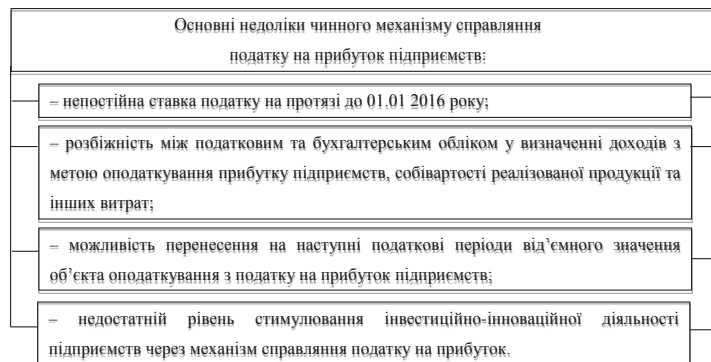 Основні недоліки чинного механізму справляння
податку на прибуток підприємств:
– непостійна ставка податку на протязі до 01.01 2016 року;
– розбіжність між податковим та бухгалтерським обліком у визначенні доходів з
метою оподаткування прибутку підприємств, собівартості реалізованої продукції та
інших витрат;
– можливість перенесення на наступні податкові періоди від’ємного значення
об’єкта оподаткування з податку на прибуток підприємств;
– недостатній рівень стимулювання інвестиційно-інноваційної діяльності
підприємств через механізм справляння податку на прибуток.